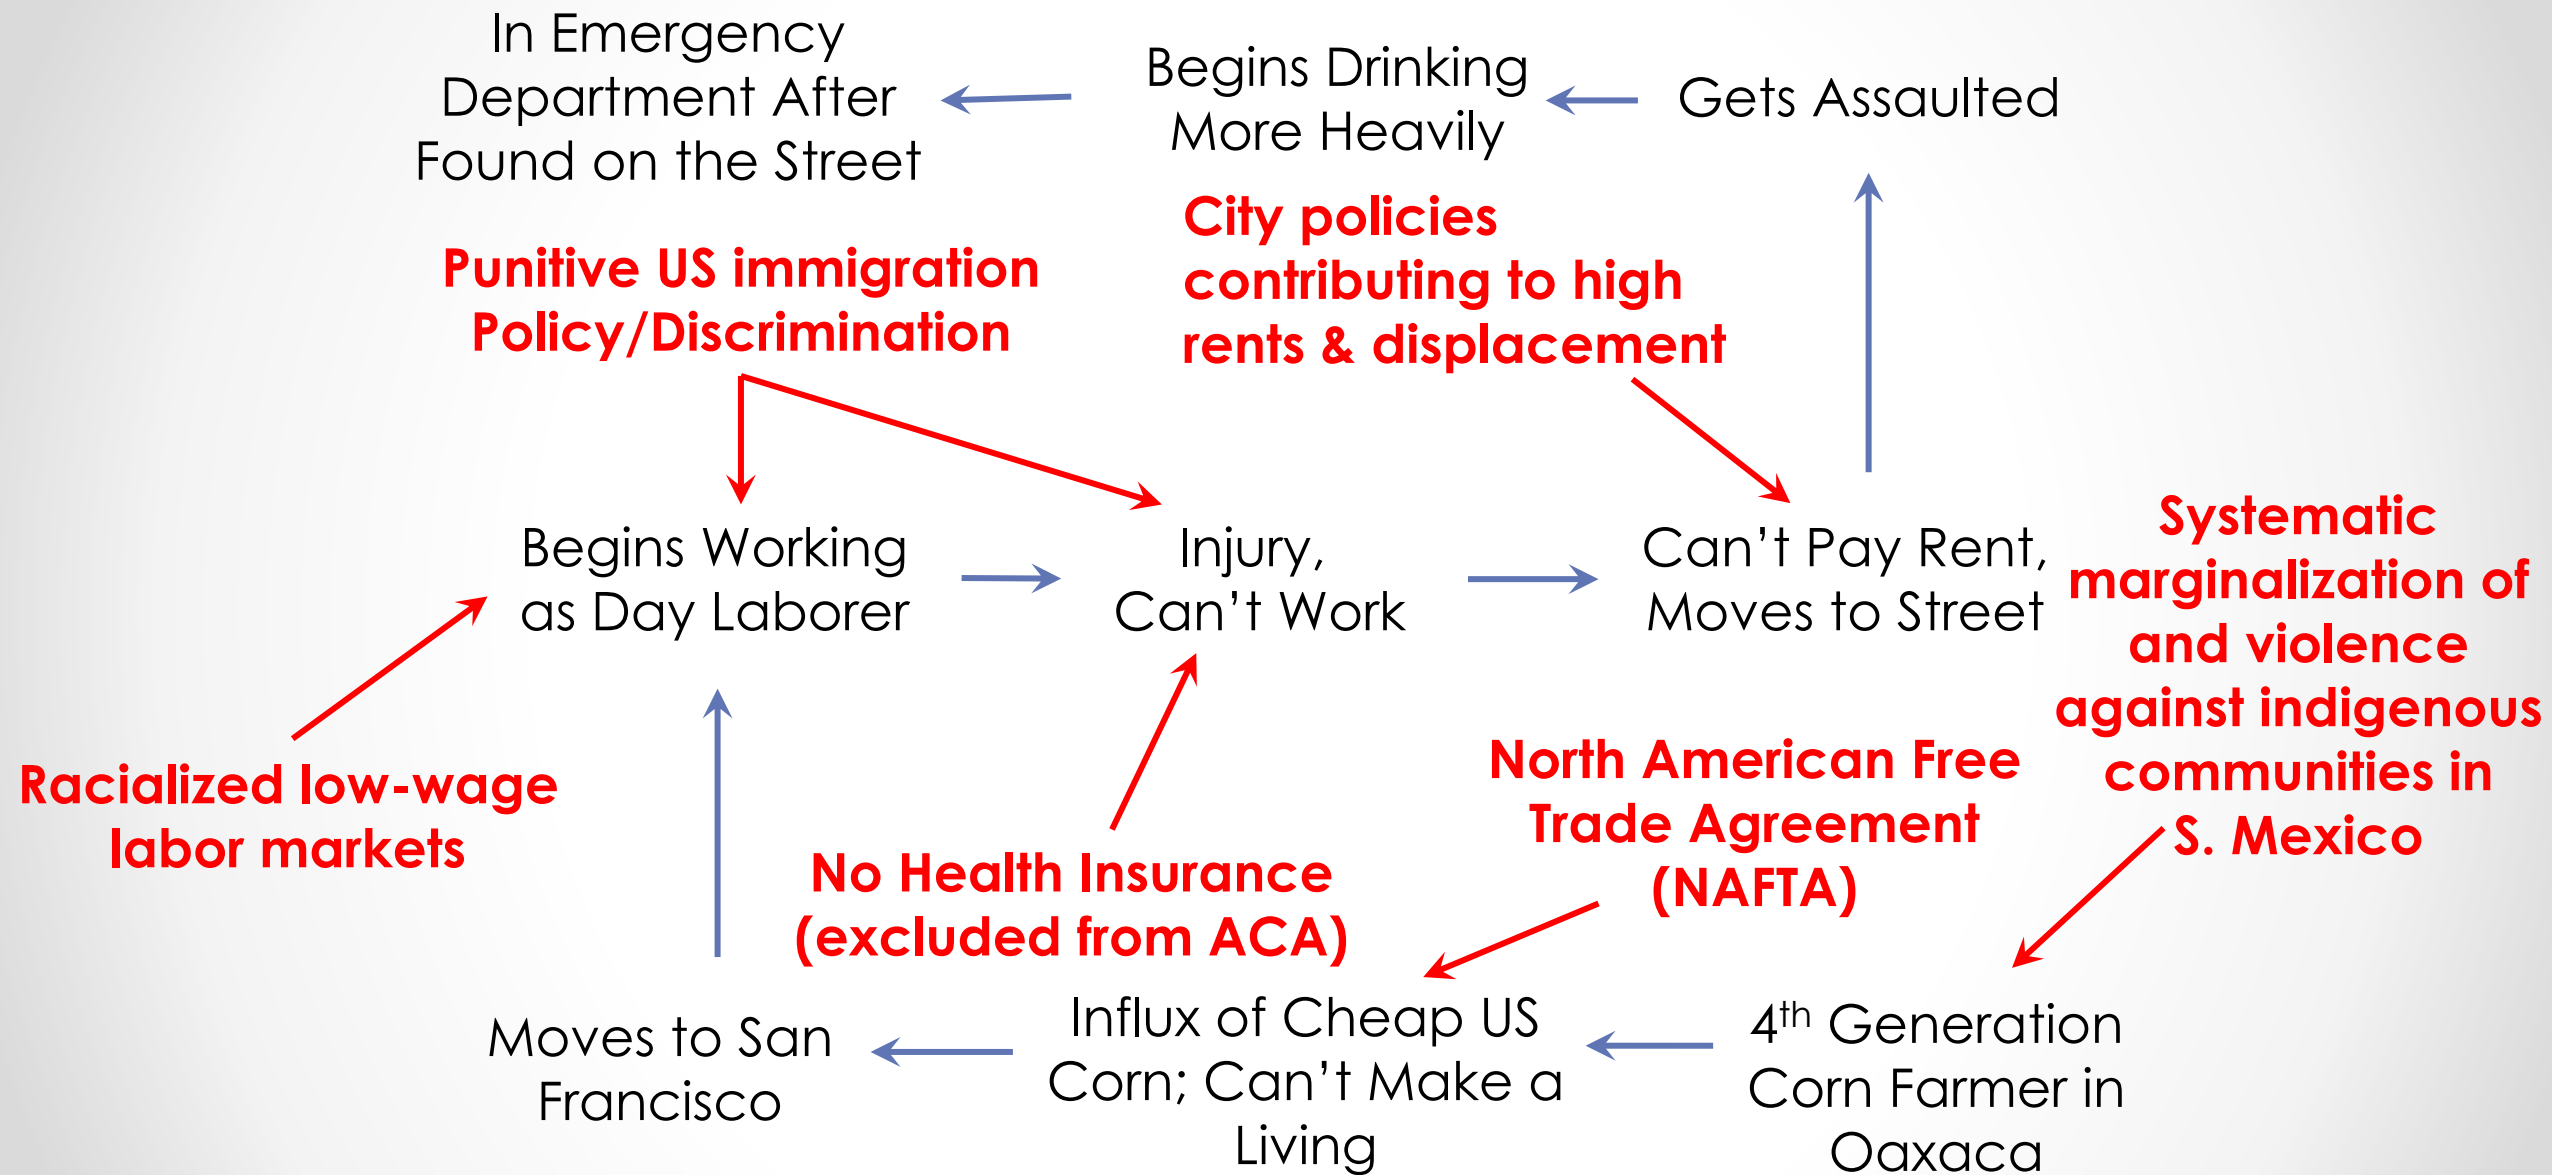 In Emergency
Department After
Found on the Street
Begins Drinking
More Heavily
Gets Assaulted
Punitive US immigration
Policy/Discrimination
City policies
contributing to high
rents & displacement
Begins Working
as Day Laborer
Injury,
Can't Work
Can't Pay Rent,
Moves to Street
Systematic
marginalization of
and violence
against indigenous
communities in
S. Mexico
Racialized low-wage
labor markets
No Health Insurance
(excluded from ACA)
North American Free
Trade Agreement
(NAFTA)
Moves to San
Francisco
Influx of Cheap US
Corn; Can't Make a
Living
4th Generation
Corn Farmer in
Oaxaca